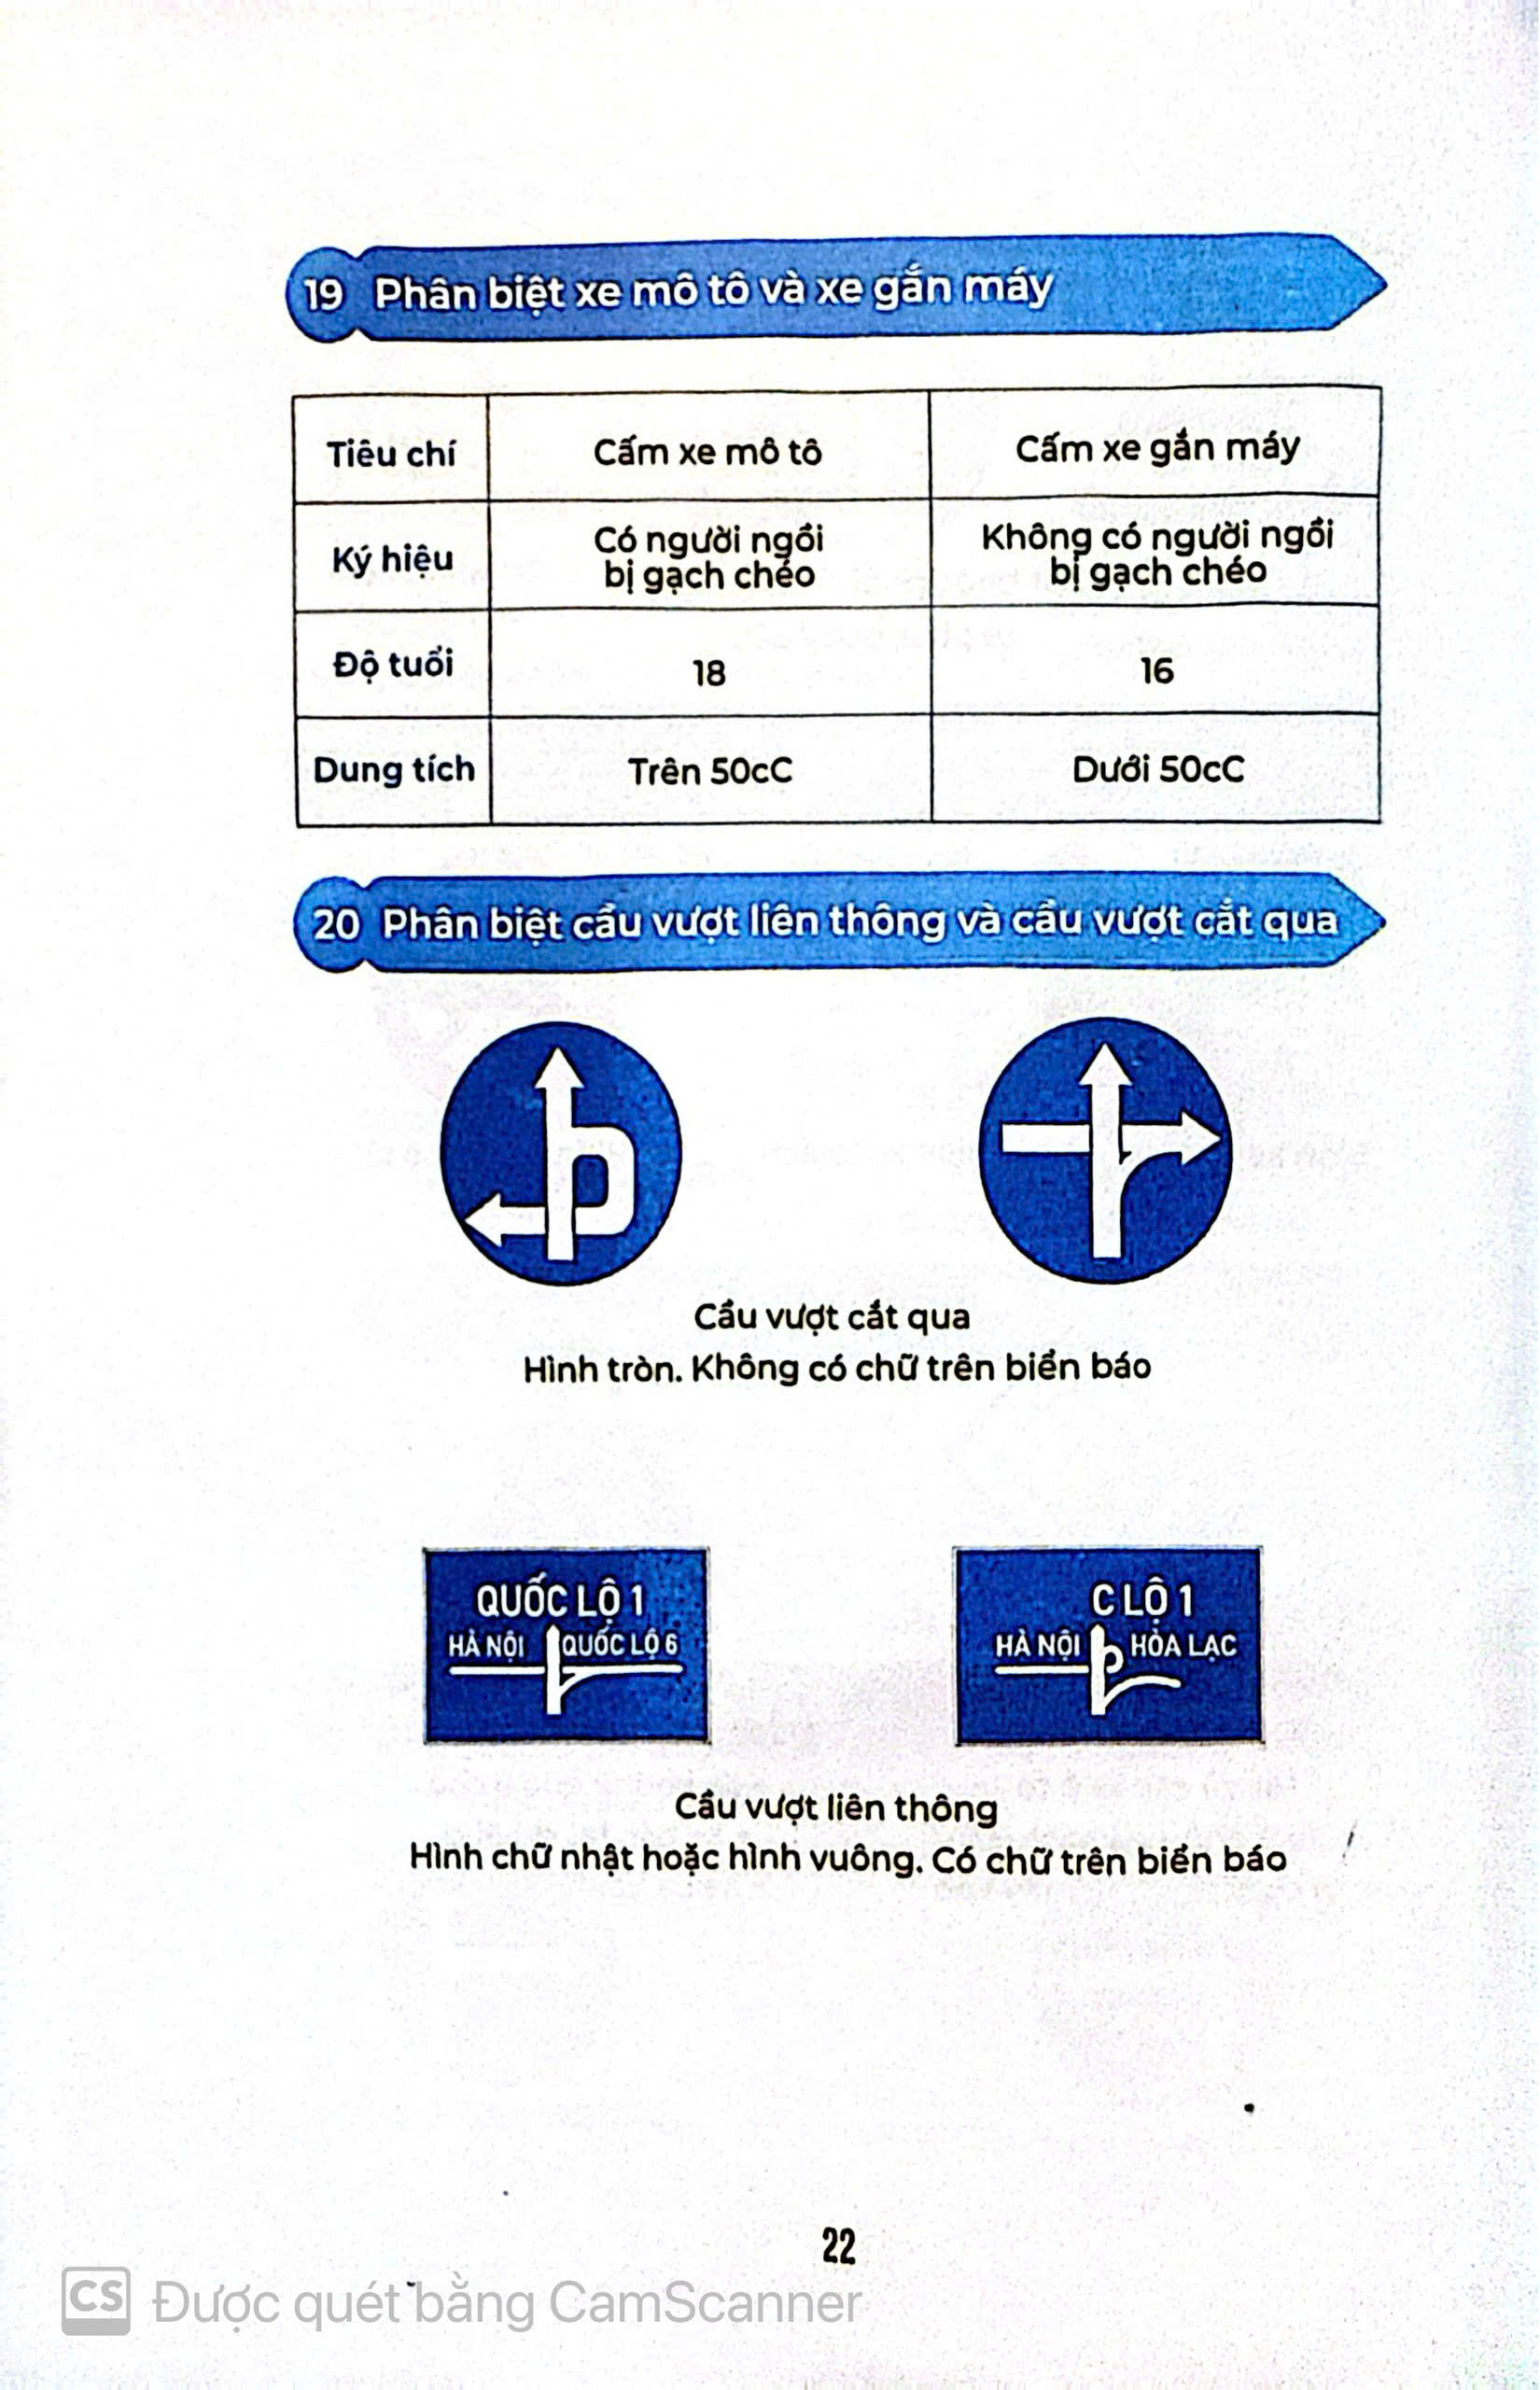 19 Phân biệt xe mô tô và xe gắn máy
Tiêu chí Cấm xe mô tô Cấm xe gắn máy
Ký hiệu Có người ngồi bị gạch chéo Không có người ngồi bị gạch chéo
Độ tuổi 18 16
Dung tích Trên 50cC Dưới 50cC
20 Phân biệt cầu vượt liên thông và cầu vượt cắt qua
Cầu vượt cắt qua
Hình tròn. Không có chữ trên biển báo
QUỐC LỘ 1
HÀ NỘI QUỐC LỘ 6
C LỘ 1
HÀ NỘI HÒA LẠC
Cầu vượt liên thông
Hình chữ nhật hoặc hình vuông. Có chữ trên biển báo
22
CS Được quét bằng CamScanner